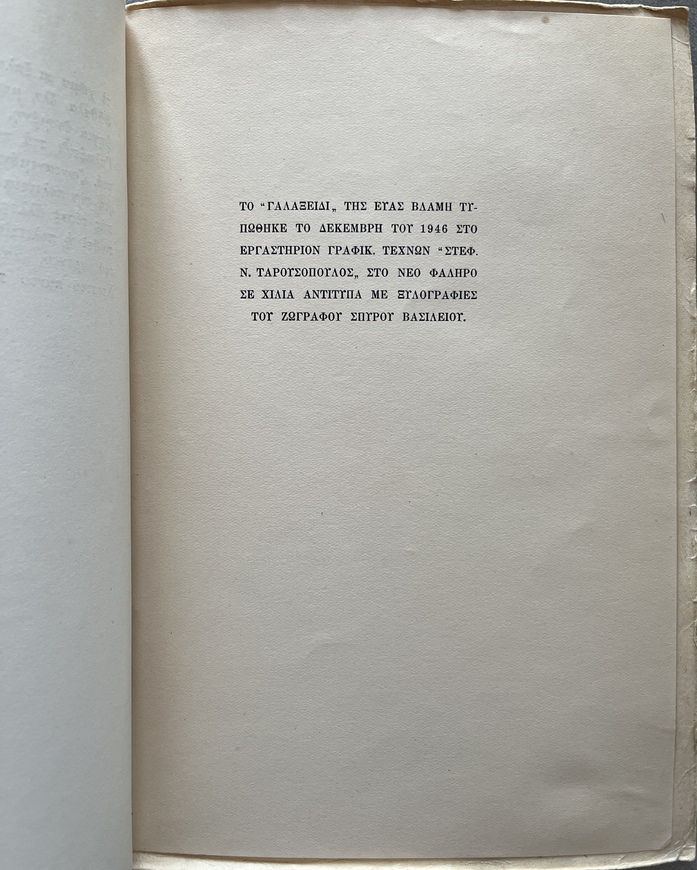 ΤΟ “ΓΑΛΑΞΕΙΔΙ„ ΤΗΣ ΕΥΑΣ ΒΛΑΜΗ ΤΥ-
ΠΩΘΗΚΕ ΤΟ ΔΕΚΕΜΒΡΗ ΤΟΥ 1946 ΣΤΟ
ΕΡΓΑΣΤΗΡΙΟΝ ΓΡΑΦΙΚ. ΤΕΧΝΩΝ “ΣΤΕΦ.
Ν. ΤΑΡΟΥΣΟΠΟΥΛΟΣ„ ΣΤΟ ΝΕΟ ΦΑΛΗΡΟ
ΣΕ ΧΙΛΙΑ ΑΝΤΙΤΥΠΑ ΜΕ ΞΥΛΟΓΡΑΦΙΕΣ
ΤΟΥ ΖΩΓΡΑΦΟΥ ΣΠΥΡΟΥ ΒΑΣΙΛΕΙΟΥ.